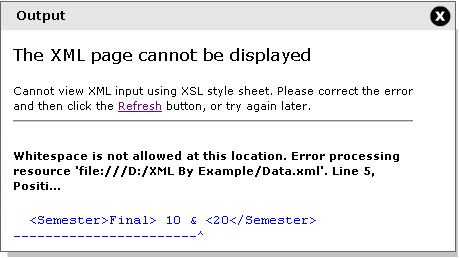 Output
The XML page cannot be displayed
Cannot view XML input using XSL style sheet. Please correct the error
and then click the Refresh button, or try again later.
Whitespace is not allowed at this location. Error processing
resource 'file:///D:/XML By Example/Data.xml'. Line 5,
Positi...
<Semester>Final> 10 & <20</Semester>
-----------------------^